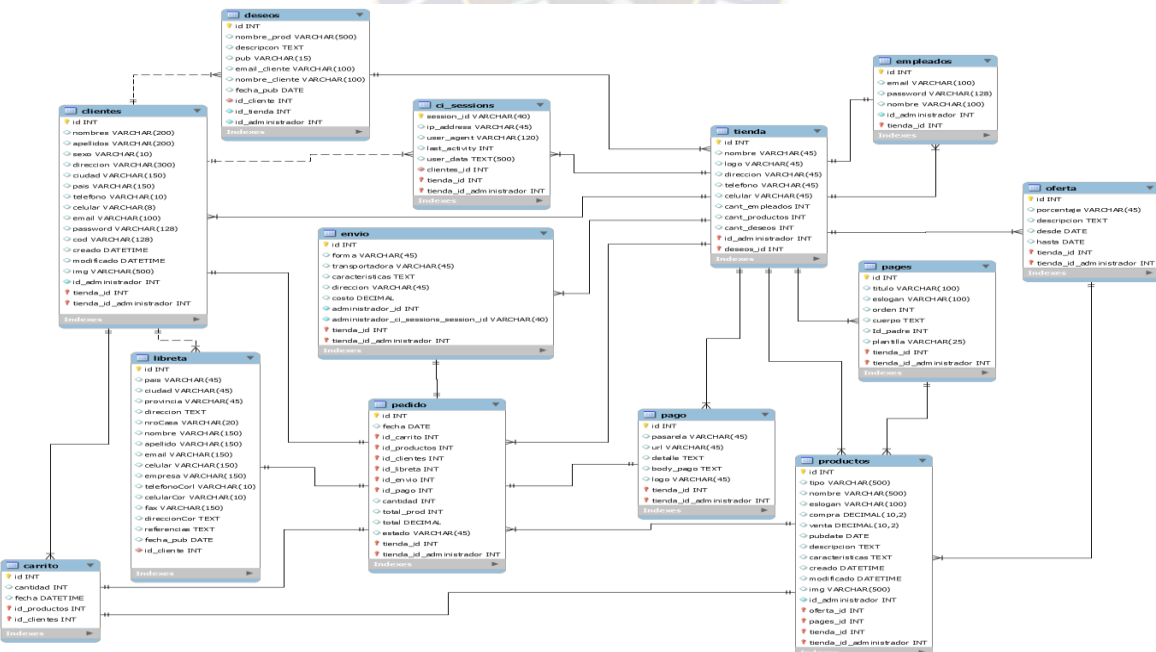 deseos
id INT
nombre_prod VARCHAR(500)
descripcon TEXT
pub VARCHAR(15)
email_cliente VARCHAR(100)
nombre_cliente VARCHAR(100)
fecha_pub DATE
id_cliente INT
id_tienda INT
id_administrador INT
Indexes
empleados
id INT
email VARCHAR(100)
password VARCHAR(128)
nombre VARCHAR(100)
id_administrador INT
tienda_id INT
Indexes
clientes
id INT
nombres VARCHAR(200)
apellidos VARCHAR(200)
sexo VARCHAR(10)
direccion VARCHAR(300)
ciudad VARCHAR(150)
pais VARCHAR(150)
telefono VARCHAR(10)
celular VARCHAR(8)
email VARCHAR(100)
password VARCHAR(128)
cod VARCHAR(128)
creado DATETIME
modificado DATETIME
img VARCHAR(500)
id_administrador INT
tienda_id INT
tienda_id_administrador INT
Indexes
ci_sessions
session_id VARCHAR(40)
ip_address VARCHAR(45)
user_agent VARCHAR(120)
last_activity INT
user_data TEXT(500)
clientes_id INT
tienda_id INT
tienda_id_administrador INT
Indexes
tienda
id INT
nombre VARCHAR(45)
logo VARCHAR(45)
direccion VARCHAR(45)
telefono VARCHAR(45)
celular VARCHAR(45)
cant_empleados INT
cant_productos INT
cant_deseos INT
id_administrador INT
deseos_id INT
Indexes
oferta
id INT
porcentaje VARCHAR(45)
descripcion TEXT
desde DATE
hasta DATE
tienda_id INT
tienda_id_administrador INT
Indexes
envio
id INT
forma VARCHAR(45)
transportadora VARCHAR(45)
caracteristicas TEXT
direccion VARCHAR(45)
costo DECIMAL
administrador_id INT
administrador_ci_sessions_session_id VARCHAR(40)
tienda_id INT
tienda_id_administrador INT
Indexes
pages
id INT
titulo VARCHAR(100)
eslogan VARCHAR(100)
orden INT
cuerpo TEXT
Id_padre INT
plantilla VARCHAR(25)
tienda_id INT
tienda_id_administrador INT
Indexes
libreta
id INT
pais VARCHAR(45)
ciudad VARCHAR(45)
provincia VARCHAR(45)
direccion TEXT
nroCasa VARCHAR(20)
nombre VARCHAR(150)
apellido VARCHAR(150)
email VARCHAR(150)
celular VARCHAR(150)
empresa VARCHAR(150)
telefonoCorl VARCHAR(10)
celularCor VARCHAR(10)
fax VARCHAR(150)
direccionCor TEXT
referencias TEXT
fecha_pub DATE
id_cliente INT
Indexes
pedido
id INT
fecha DATE
id_carrito INT
id_productos INT
id_clientes INT
id_libreta INT
id_envio INT
id_pago INT
cantidad INT
total_prod INT
total DECIMAL
estado VARCHAR(45)
tienda_id INT
tienda_id_administrador INT
Indexes
pago
id INT
pasarela VARCHAR(45)
url VARCHAR(45)
detalle TEXT
body_pago TEXT
logo VARCHAR(45)
tienda_id INT
tienda_id_administrador INT
Indexes
productos
id INT
tipo VARCHAR(500)
nombre VARCHAR(500)
eslogan VARCHAR(100)
compra DECIMAL(10,2)
venta DECIMAL(10,2)
pubdate DATE
descripcion TEXT
caracteristicas TEXT
creado DATETIME
modificado DATETIME
img VARCHAR(500)
id_administrador INT
oferta_id INT
pages_id INT
tienda_id INT
tienda_id_administrador INT
Indexes
carrito
id INT
cantidad INT
fecha DATETIME
id_productos INT
id_clientes INT
Indexes